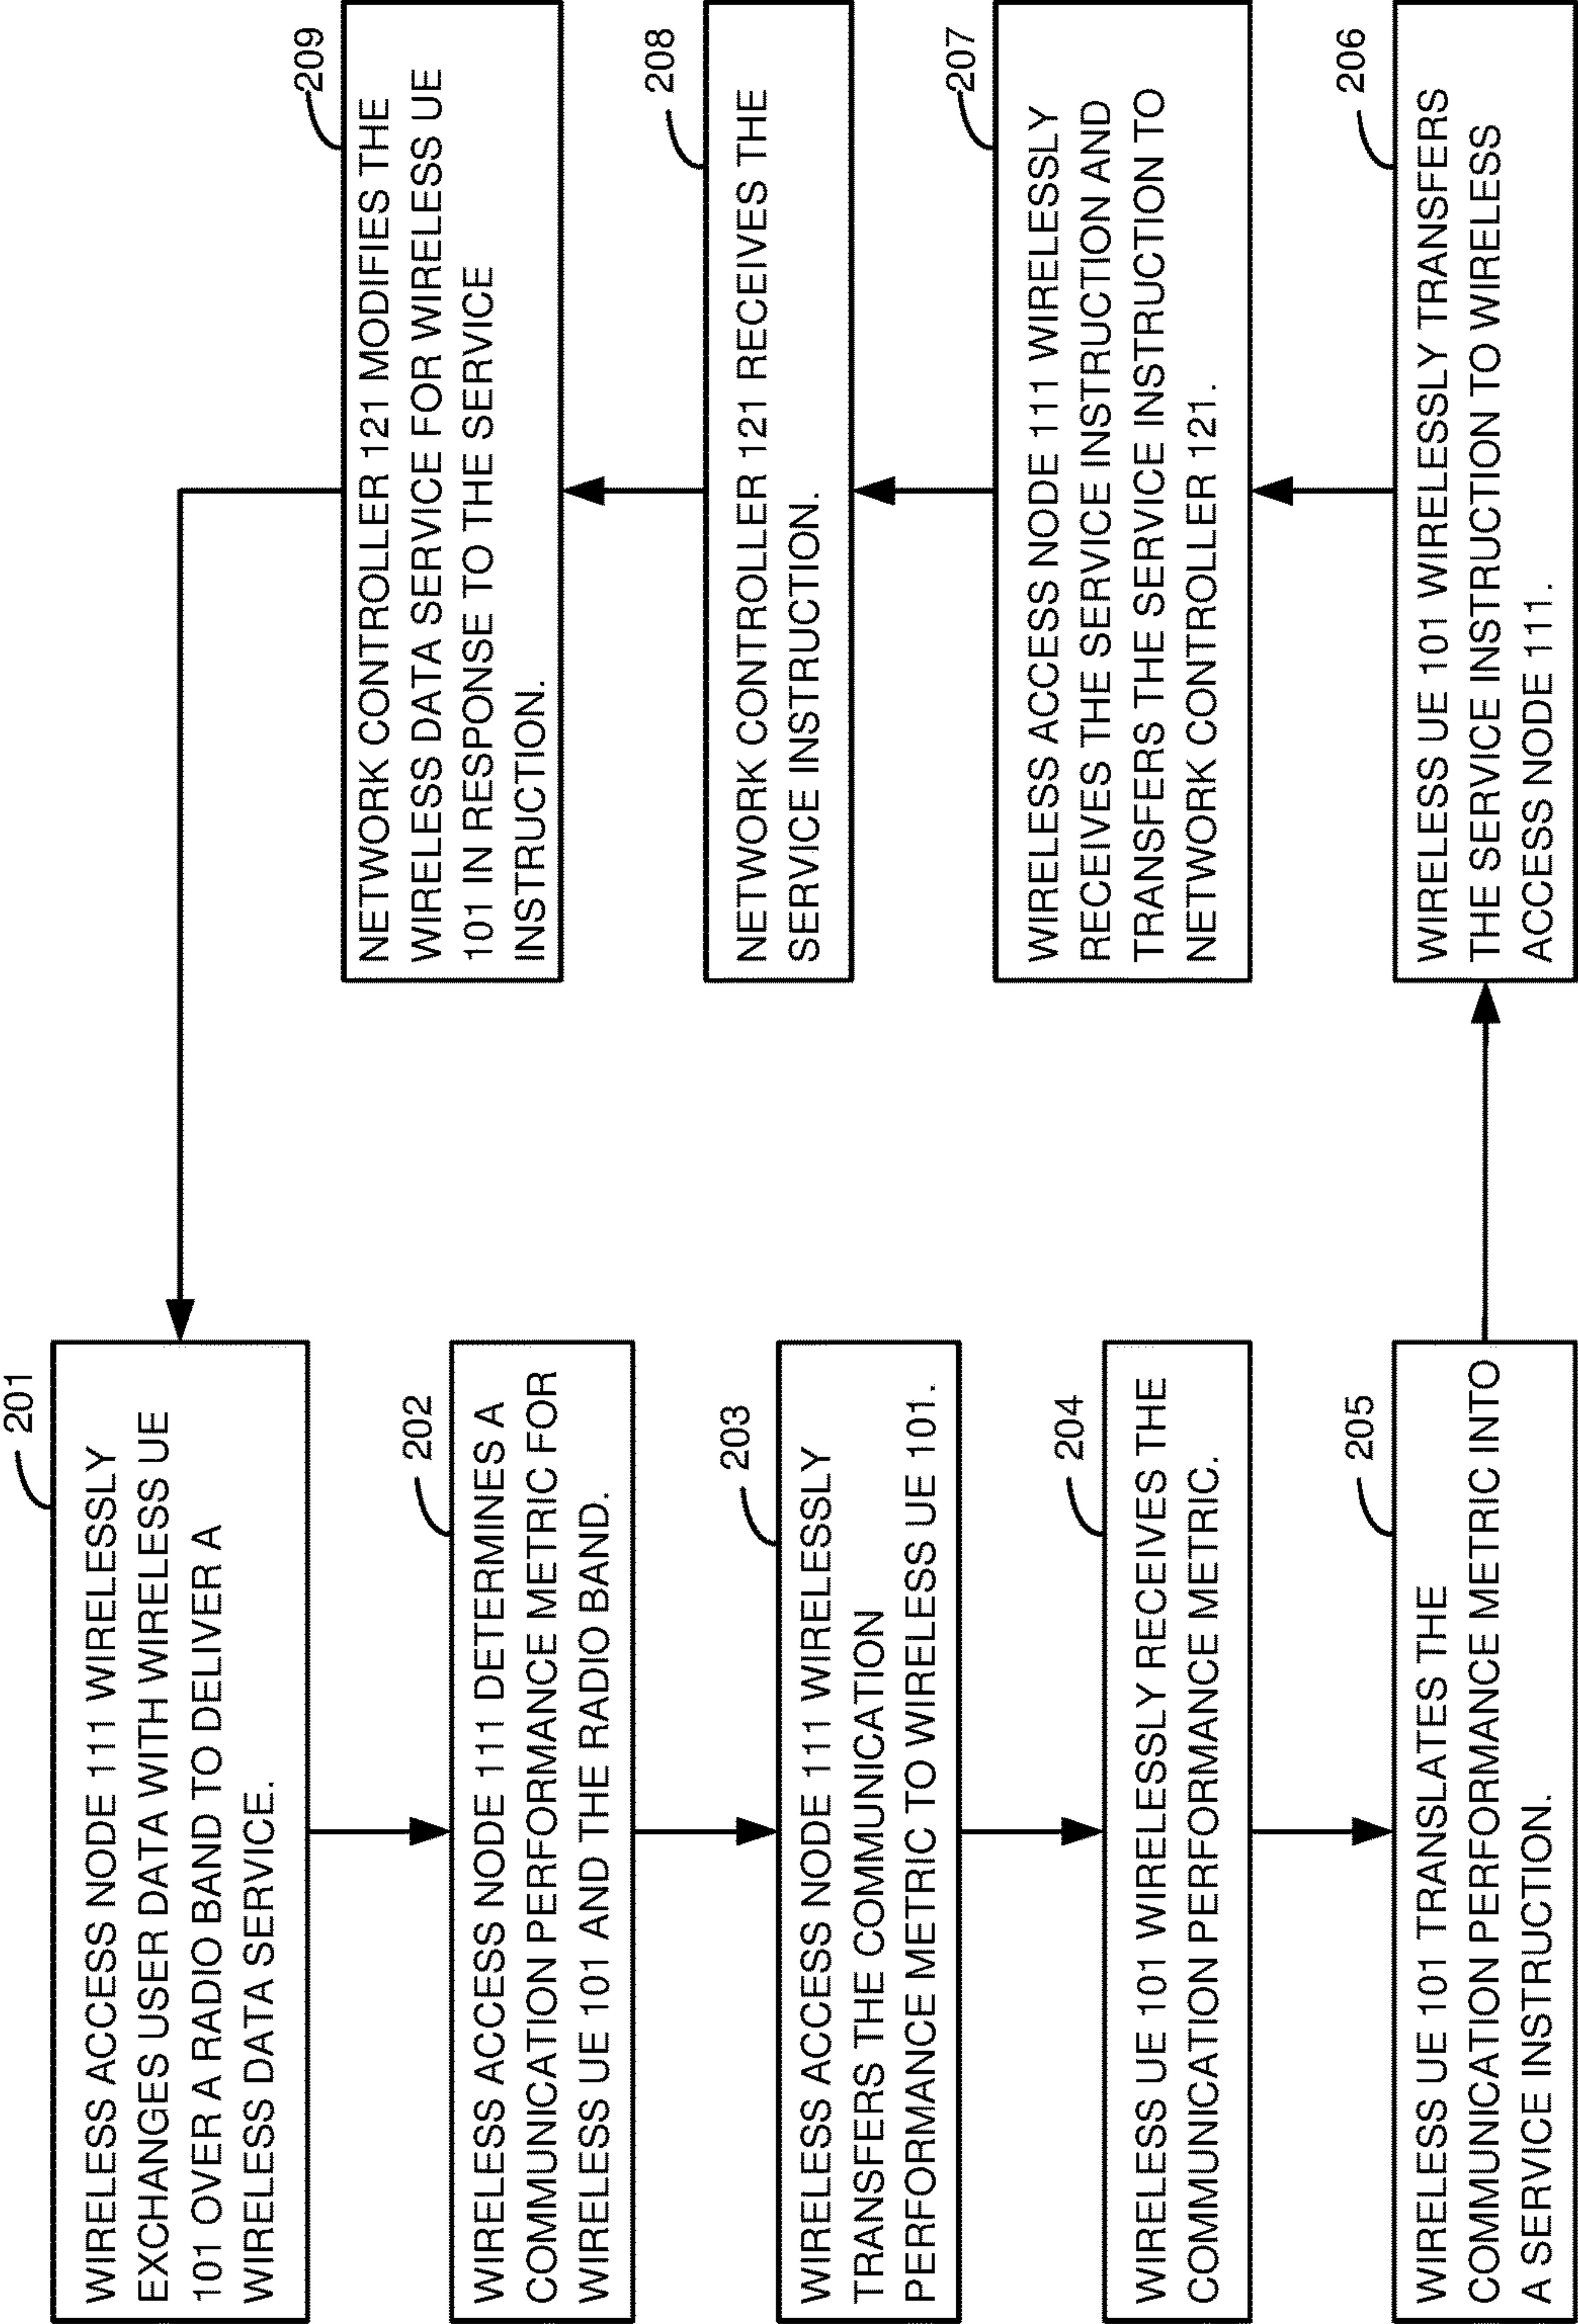 201
WIRELESS ACCESS NODE 111 WIRELESSLY
EXCHANGES USER DATA WITH WIRELESS UE
101 OVER A RADIO BAND TO DELIVER A
WIRELESS DATA SERVICE.
202
WIRELESS ACCESS NODE 111 DETERMINES A
COMMUNICATION PERFORMANCE METRIC FOR
WIRELESS UE 101 AND THE RADIO BAND.
203
WIRELESS ACCESS NODE 111 WIRELESSLY
TRANSFERS THE COMMUNICATION
PERFORMANCE METRIC TO WIRELESS UE 101.
204
WIRELESS UE 101 WIRELESSLY RECEIVES THE
COMMUNICATION PERFORMANCE METRIC.
205
WIRELESS UE 101 TRANSLATES THE
COMMUNICATION PERFORMANCE METRIC INTO
A SERVICE INSTRUCTION.
206
WIRELESS UE 101 WIRELESSLY TRANSFERS
THE SERVICE INSTRUCTION TO WIRELESS
ACCESS NODE 111.
207
WIRELESS ACCESS NODE 111 WIRELESSLY
RECEIVES THE SERVICE INSTRUCTION AND
TRANSFERS THE SERVICE INSTRUCTION TO
NETWORK CONTROLLER 121.
208
NETWORK CONTROLLER 121 RECEIVES THE
SERVICE INSTRUCTION.
209
NETWORK CONTROLLER 121 MODIFIES THE
WIRELESS DATA SERVICE FOR WIRELESS UE
101 IN RESPONSE TO THE SERVICE
INSTRUCTION.